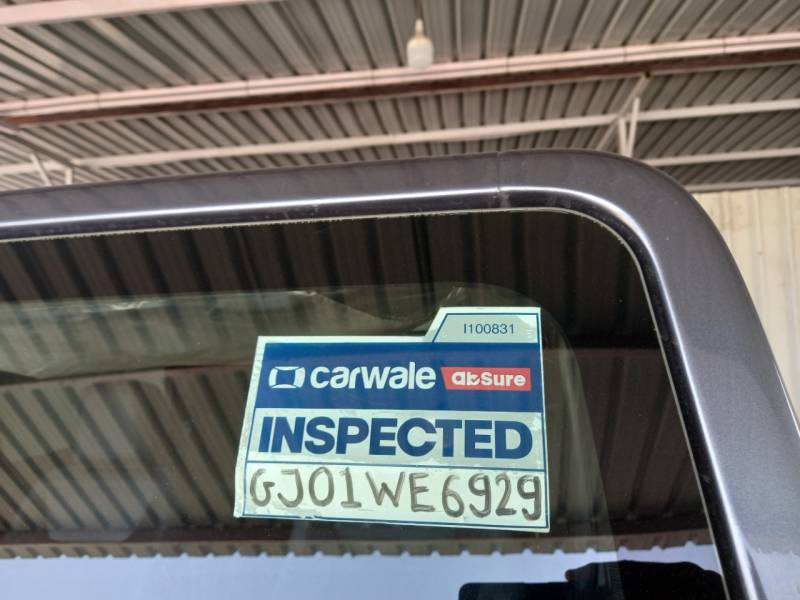 I100831
carwale abSure
INSPECTED
GJ01WE6929